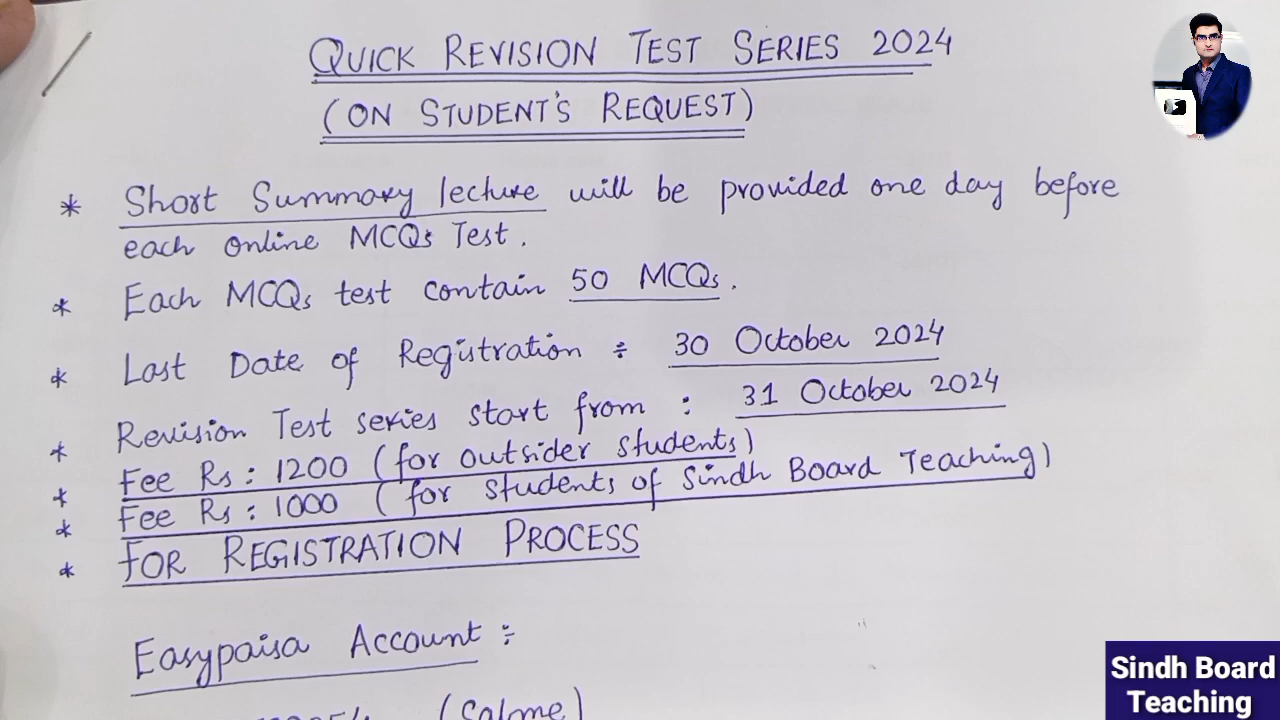 QUICK REVISION TEST SERIES 2024
(ON STUDENT'S REQUEST)
* Short Summary lecture will be provided one day before
each online MCQs Test.
* Each MCQs test contain 50 MCQs.
* Last Date of Registration ÷ 30 October 2024
* Revision Test series start from : 31 October 2024
* Fee Rs : 1200 (for outsider students)
* Fee Rs : 1000 (for students of Sindh Board Teaching)
* FOR REGISTRATION PROCESS
Easypaisa Account ÷
Sindh Board
Teaching